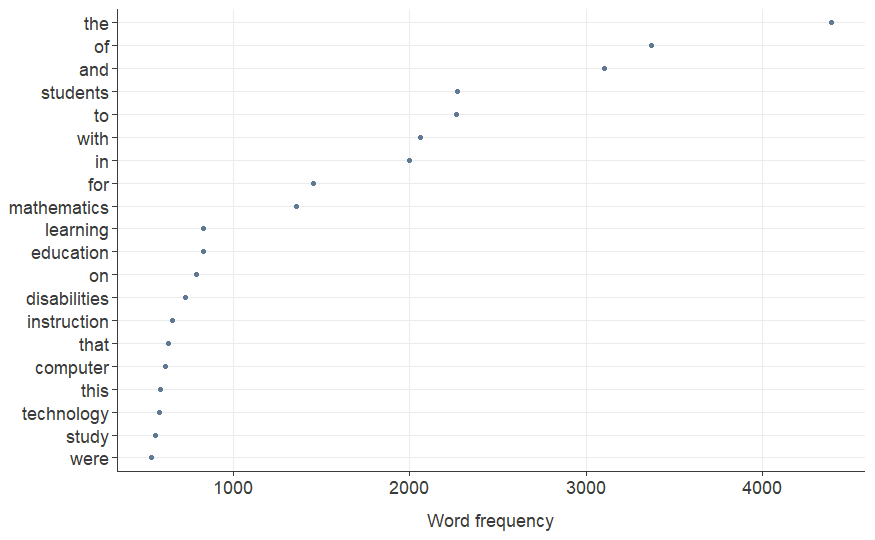 the
of
and
students
to
with
in
for
mathematics
learning
education
on
disabilities
instruction
that
computer
this
technology
study
were
1000 2000 3000 4000
Word frequency